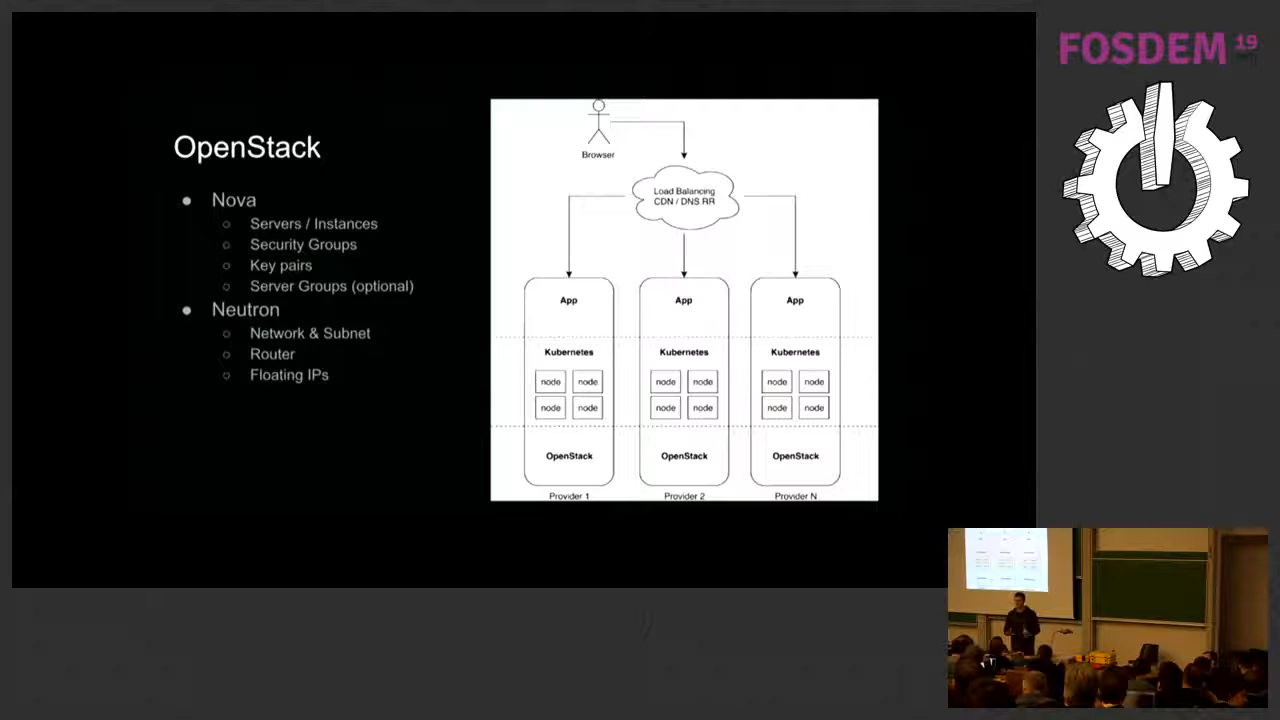 FOSDEM 19
OpenStack
Nova
Servers / Instances
Security Groups
Key pairs
Server Groups (optional)
Neutron
Network & Subnet
Router
Floating IPs
Browser
Load Balancing
CDN / DNS RR
App App App
Kubernetes Kubernetes Kubernetes
node node node node node node
node node node node node node
OpenStack OpenStack OpenStack
Provider 1 Provider 2 Provider N